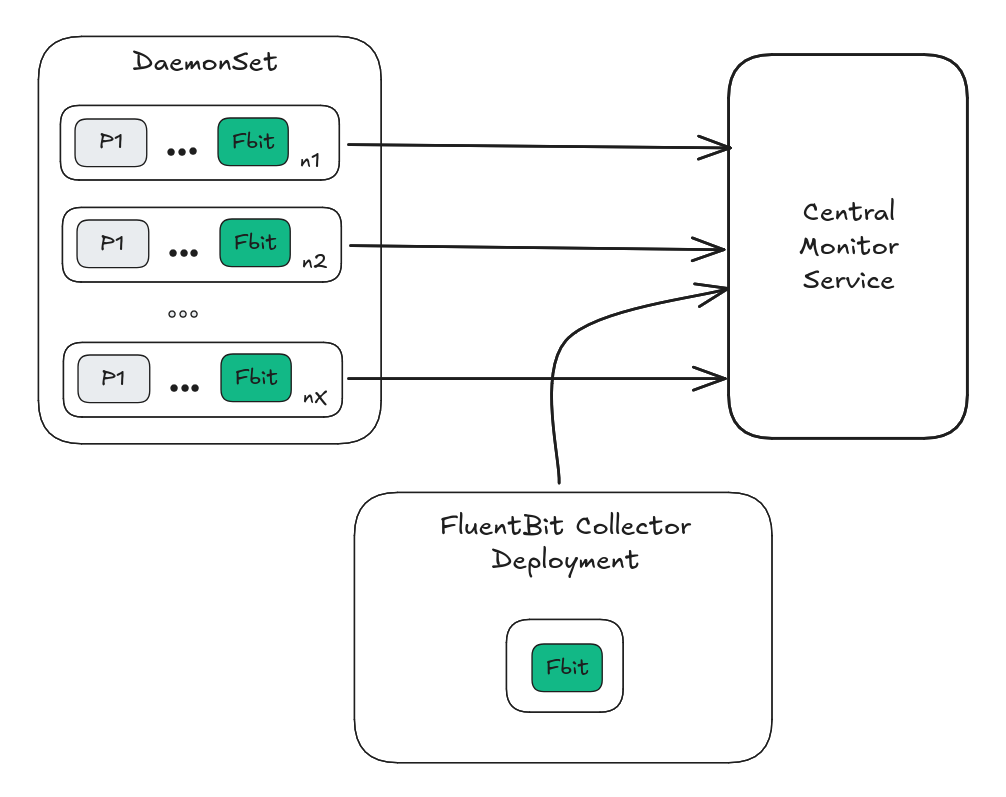 DaemonSet
P1 ••• Fbit n1
P1 ••• Fbit n2
P1 ••• Fbit nX
Central
Monitor
Service
FluentBit Collector
Deployment
Fbit